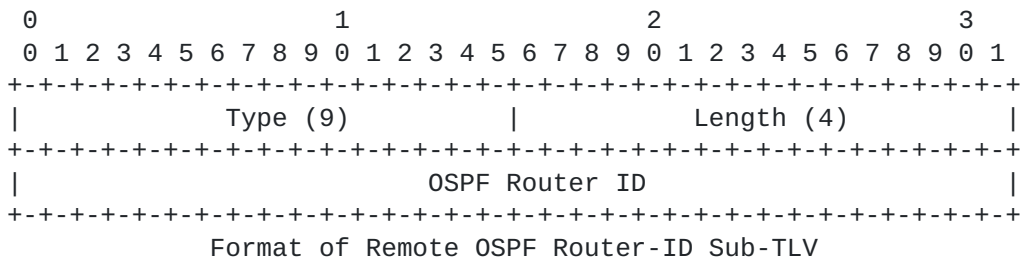 0                   1                   2                   3
 0 1 2 3 4 5 6 7 8 9 0 1 2 3 4 5 6 7 8 9 0 1 2 3 4 5 6 7 8 9 0 1
+-+-+-+-+-+-+-+-+-+-+-+-+-+-+-+-+-+-+-+-+-+-+-+-+-+-+-+-+-+-+-+-+
|              Type (9)         |           Length (4)          |
+-+-+-+-+-+-+-+-+-+-+-+-+-+-+-+-+-+-+-+-+-+-+-+-+-+-+-+-+-+-+-+-+
|                          OSPF Router ID                       |
+-+-+-+-+-+-+-+-+-+-+-+-+-+-+-+-+-+-+-+-+-+-+-+-+-+-+-+-+-+-+-+-+
             Format of Remote OSPF Router-ID Sub-TLV